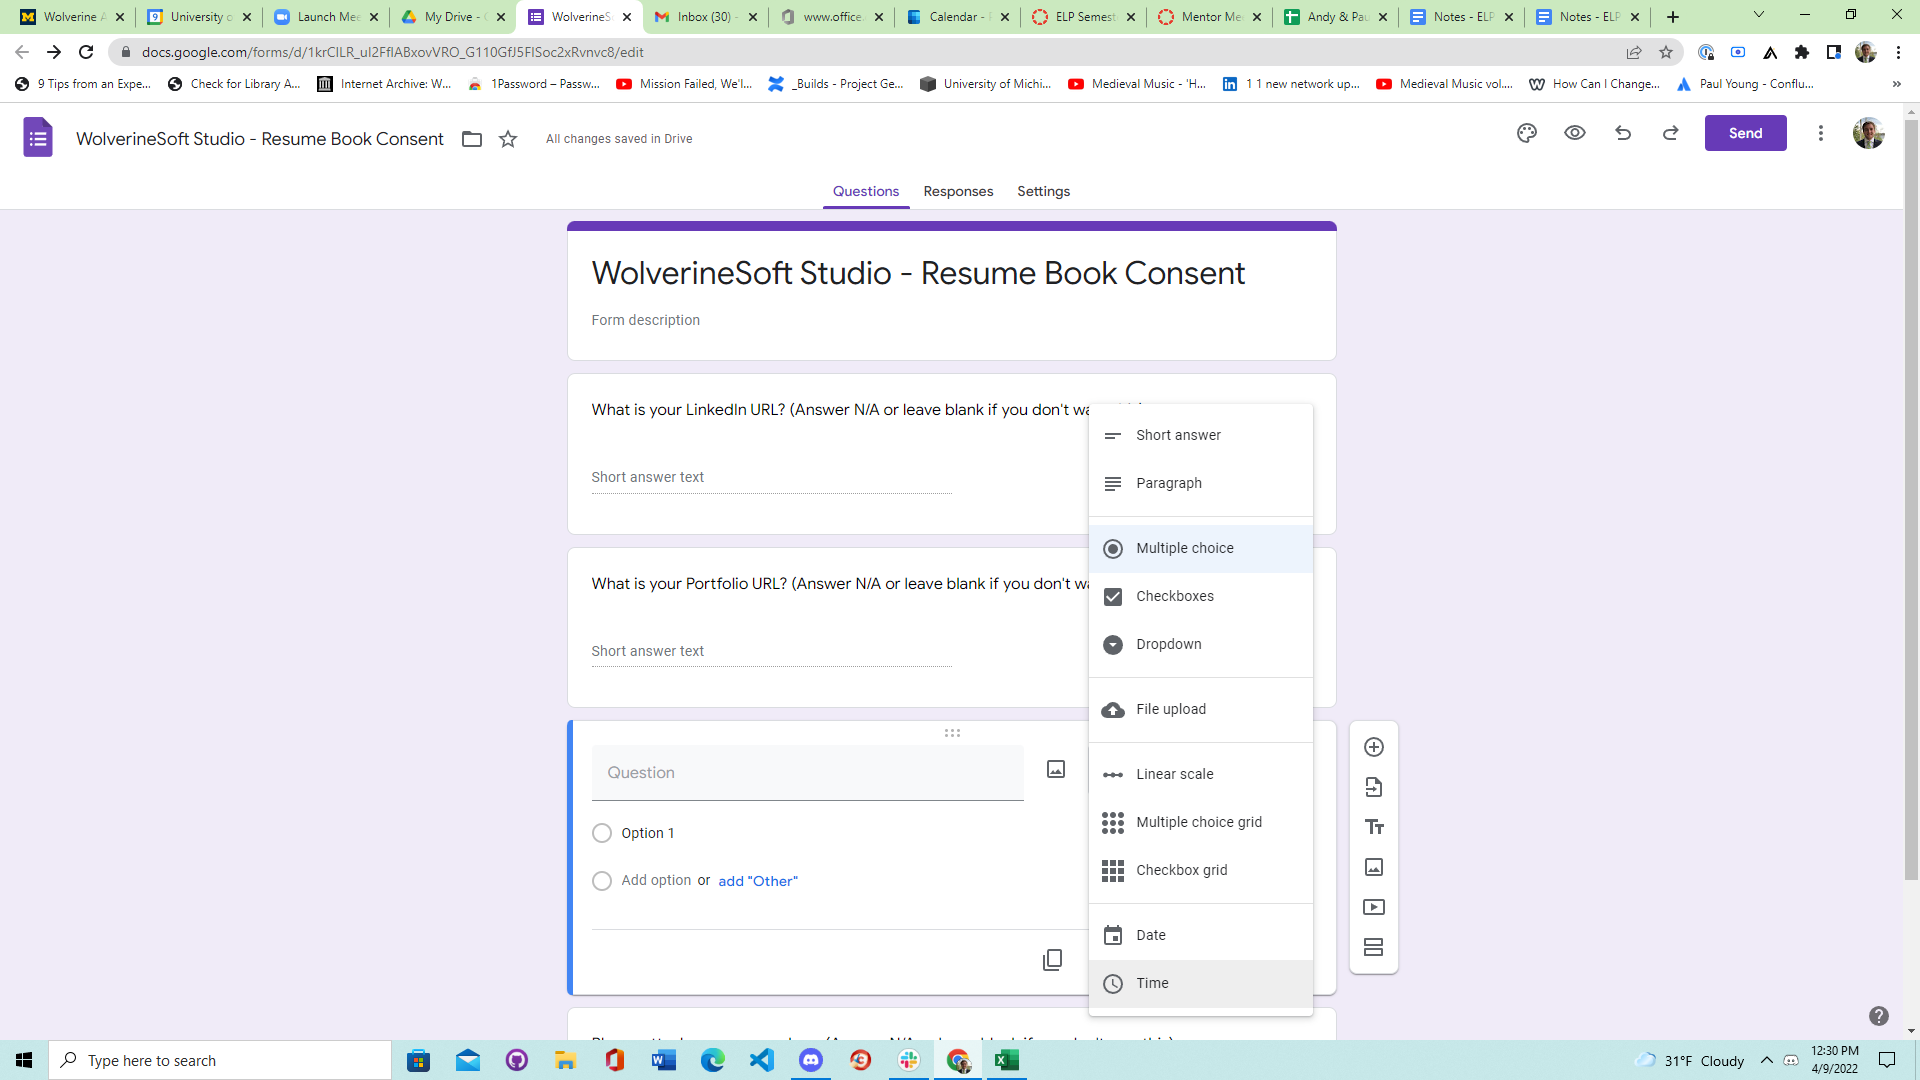 Wolverine A
University o
Launch Mee
My Drive - G
WolverineSo
Inbox (30) -
www.office.
Calendar - P
ELP Semest
Mentor Mee
Andy & Pau
Notes - ELP
Notes - ELP
docs.google.com/forms/d/1krCILR_uI2FfIABxovVRO_G110GfJ5FISoc2xRvnvc8/edit
9 Tips from an Expe...
Check for Library A...
Internet Archive: W...
1Password – Passw...
Mission Failed, We'l...
_Builds - Project Ge...
University of Michi...
Medieval Music - 'H...
1 1 new network up...
Medieval Music vol....
How Can I Change...
Paul Young - Conflu...
WolverineSoft Studio - Resume Book Consent
All changes saved in Drive
Send
Questions
Responses
Settings
WolverineSoft Studio - Resume Book Consent
Form description
What is your LinkedIn URL? (Answer N/A or leave blank if you don't wa
Short answer text
What is your Portfolio URL? (Answer N/A or leave blank if you don't wa
Short answer text
Question
Option 1
Add option or add "Other"
Short answer
Paragraph
Multiple choice
Checkboxes
Dropdown
File upload
Linear scale
Multiple choice grid
Checkbox grid
Date
Time
Type here to search
31°F Cloudy
12:30 PM
4/9/2022